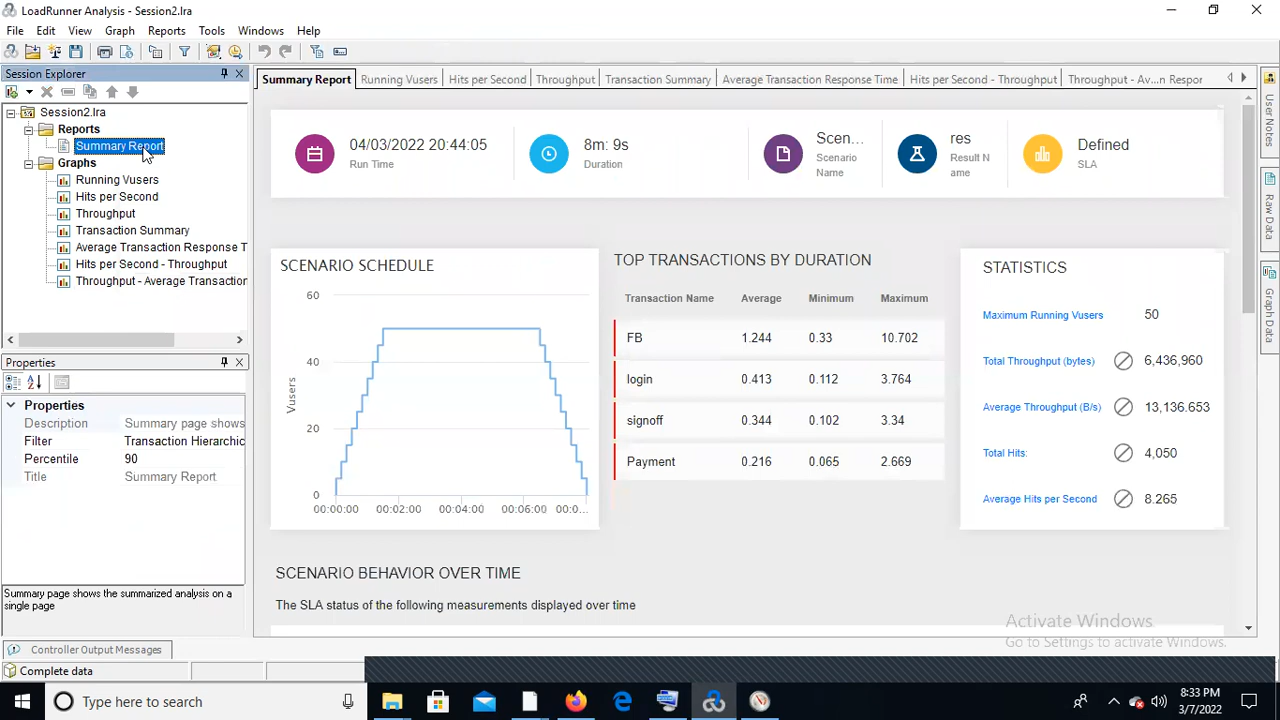 LoadRunner Analysis - Session2.lra
File Edit View Graph Reports Tools Windows Help
Session Explorer
Session2.lra
Reports
Summary Report
Graphs
Running Vusers
Hits per Second
Throughput
Transaction Summary
Average Transaction Response T
Hits per Second - Throughput
Throughput - Average Transaction
Properties
Properties
Description Summary page shows
Filter Transaction Hierarchic
Percentile 90
Title Summary Report
Summary page shows the summarized analysis on a
single page
Summary Report Running Vusers Hits per Second Throughput Transaction Summary Average Transaction Response Time Hits per Second - Throughput Throughput - Av...n Respor
04/03/2022 20:44:05
Run Time
8m: 9s
Duration
Scen...
Scenario
Name
res
Result N
ame
Defined
SLA
SCENARIO SCHEDULE
60
40
20
0
Vusers
00:00:00 00:02:00 00:04:00 00:06:00 00:0...
TOP TRANSACTIONS BY DURATION
Transaction Name Average Minimum Maximum
FB 1.244 0.33 10.702
login 0.413 0.112 3.764
signoff 0.344 0.102 3.34
Payment 0.216 0.065 2.669
STATISTICS
Maximum Running Vusers 50
Total Throughput (bytes) 6,436,960
Average Throughput (B/s) 13,136.653
Total Hits: 4,050
Average Hits per Second 8.265
SCENARIO BEHAVIOR OVER TIME
The SLA status of the following measurements displayed over time
User Notes
Raw Data
Graph Data
Activate Windows
Go to Settings to activate Windows.
Controller Output Messages
Complete data
Type here to search
8:33 PM
3/7/2022